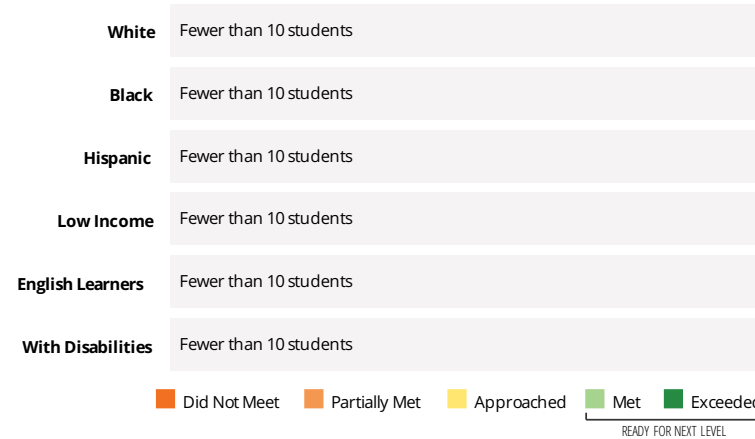 White Fewer than 10 students
Black Fewer than 10 students
Hispanic Fewer than 10 students
Low Income Fewer than 10 students
English Learners Fewer than 10 students
With Disabilities Fewer than 10 students
Did Not Meet Partially Met Approached Met Exceeded
READY FOR NEXT LEVEL